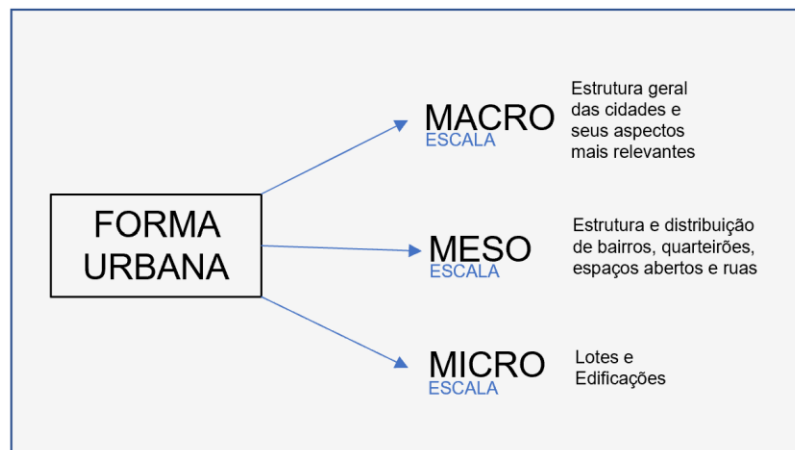 FORMA
URBANA
MACRO
ESCALA
Estrutura geral
das cidades e
seus aspectos
mais relevantes
MESO
ESCALA
Estrutura e distribuição
de bairros, quarteirões,
espaços abertos e ruas
MICRO
ESCALA
Lotes e
Edificações